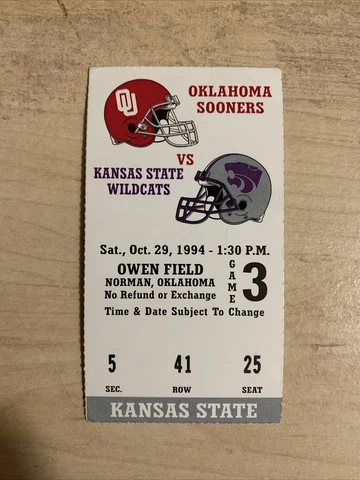 OU
OKLAHOMA
SOONERS
VS
KANSAS STATE
WILDCATS
Sat., Oct. 29, 1994 - 1:30 P.M.
OWEN FIELD
NORMAN, OKLAHOMA
No Refund or Exchange
GAME
3
Time & Date Subject To Change
5 41 25
SEC. ROW SEAT
KANSAS STATE